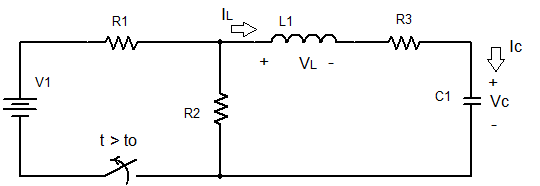 IL
R1
L1
R3
Ic
+ VL -
V1
+
R2
C1
Vc
-
t > to